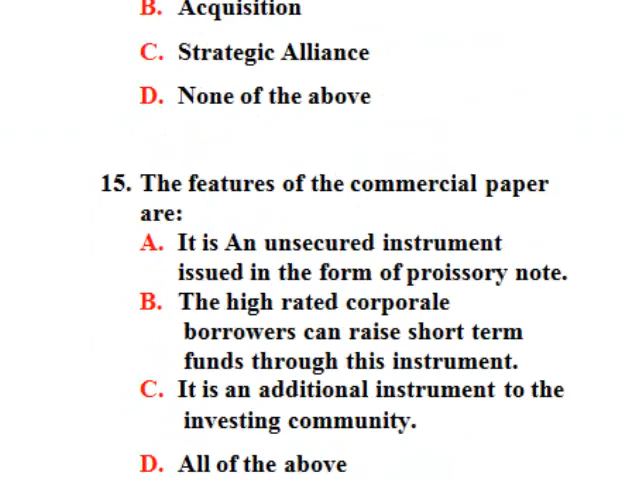 B. Acquisition
C. Strategic Alliance
D. None of the above
15. The features of the commercial paper
are:
A. It is An unsecured instrument
issued in the form of proissory note.
B. The high rated corporale
borrowers can raise short term
funds through this instrument.
C. It is an additional instrument to the
investing community.
D. All of the above